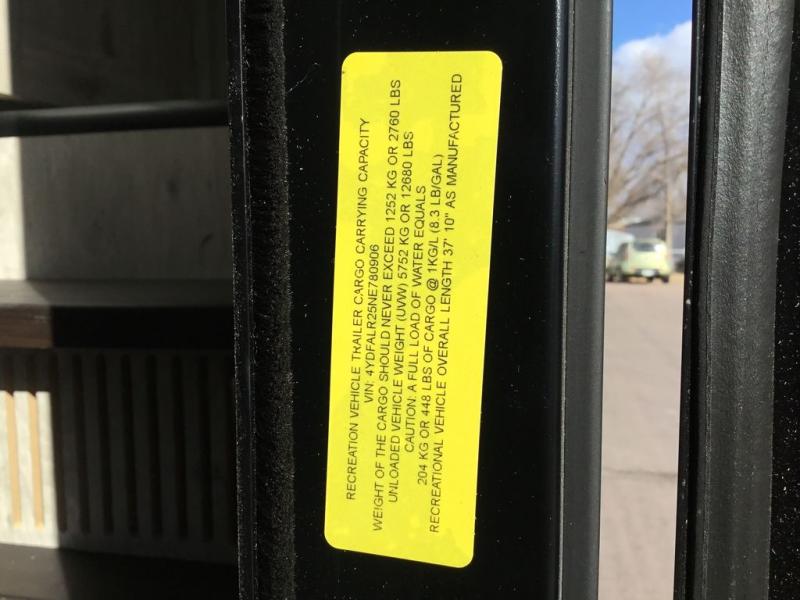 RECREATION VEHICLE TRAILER CARGO CARRYING CAPACITY
VIN: 4YDFALR25NE780906
WEIGHT OF THE CARGO SHOULD NEVER EXCEED 1252 KG OR 2760 LBS
UNLOADED VEHICLE WEIGHT (UVW) 5752 KG OR 12680 LBS
CAUTION: A FULL LOAD OF WATER EQUALS
204 KG OR 448 LBS OF CARGO @ 1KG/L (8.3 LB/GAL)
RECREATIONAL VEHICLE OVERALL LENGTH 37' 10" AS MANUFACTURED